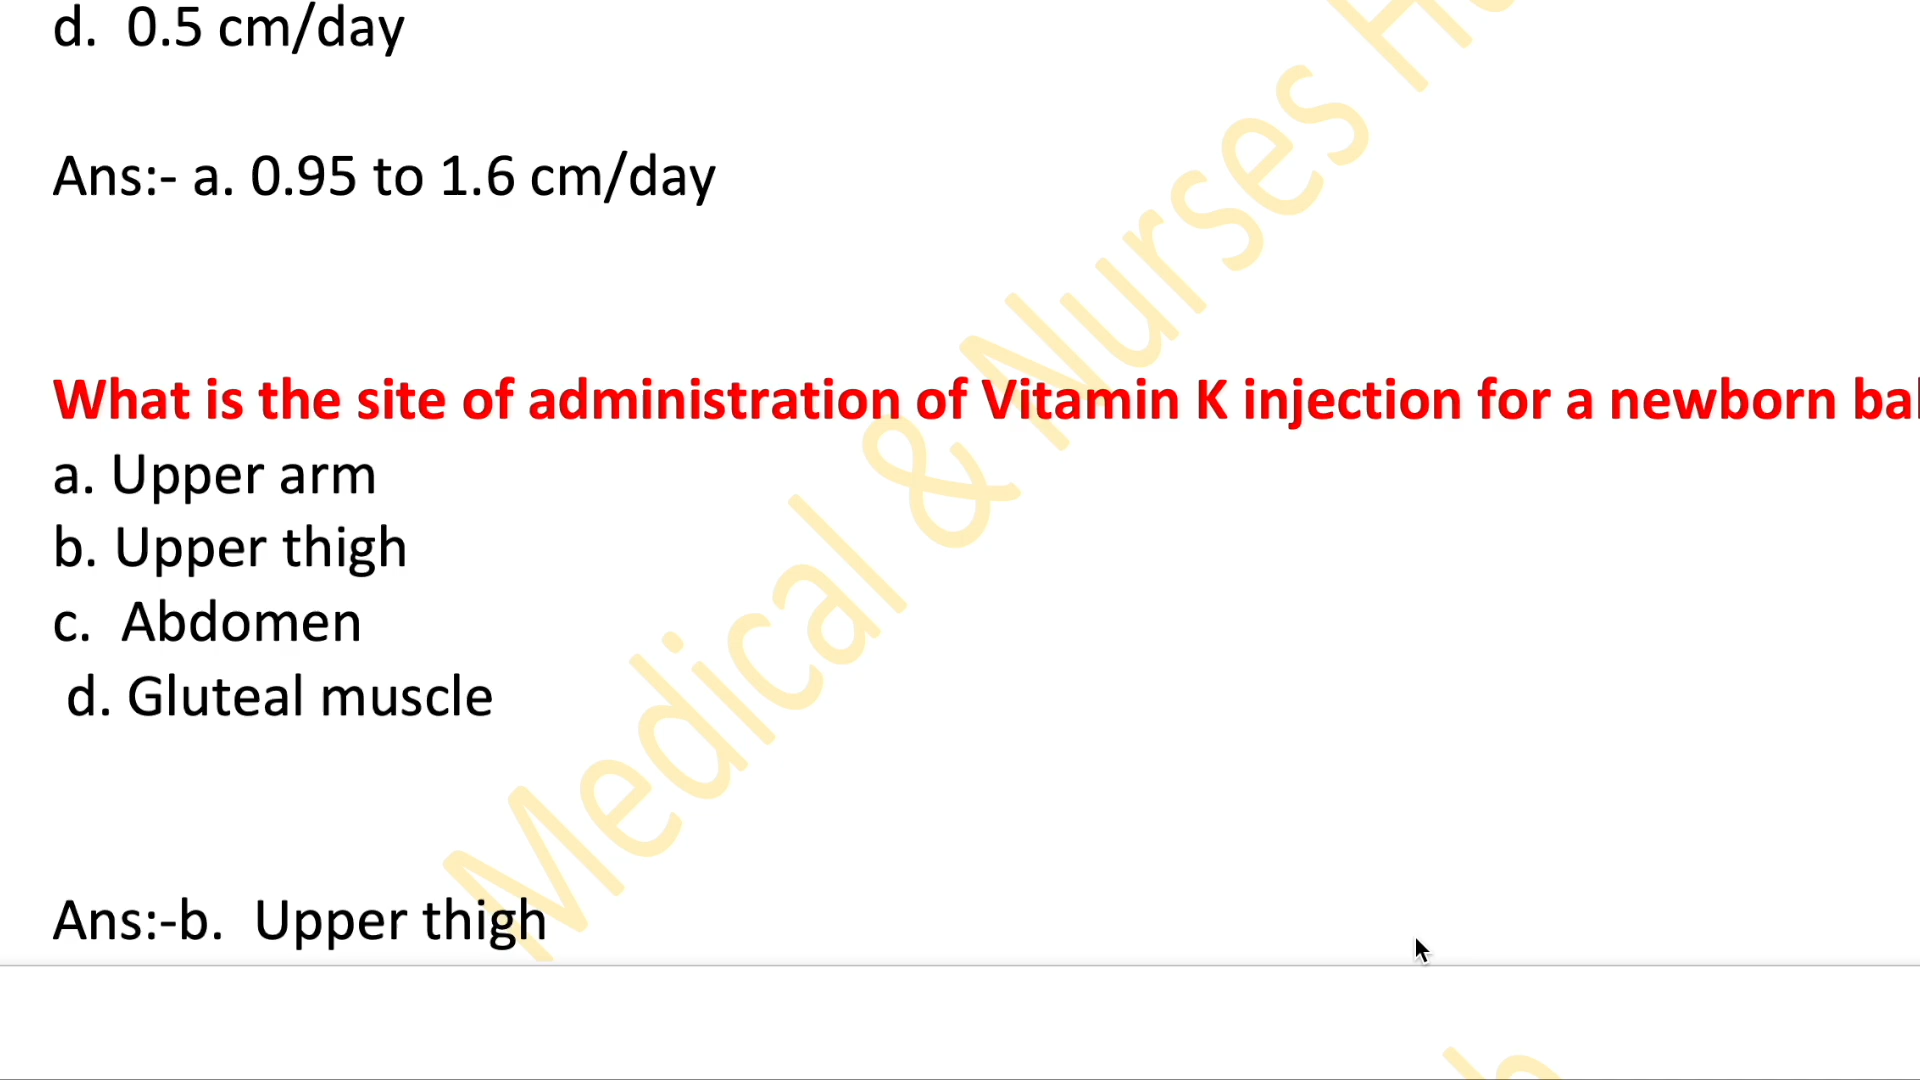 d. 0.5 cm/day
Ans:- a. 0.95 to 1.6 cm/day
What is the site of administration of Vitamin K injection for a newborn
a. Upper arm
b. Upper thigh
c. Abdomen
d. Gluteal muscle
Ans:-b. Upper thigh
Medical & Nurses